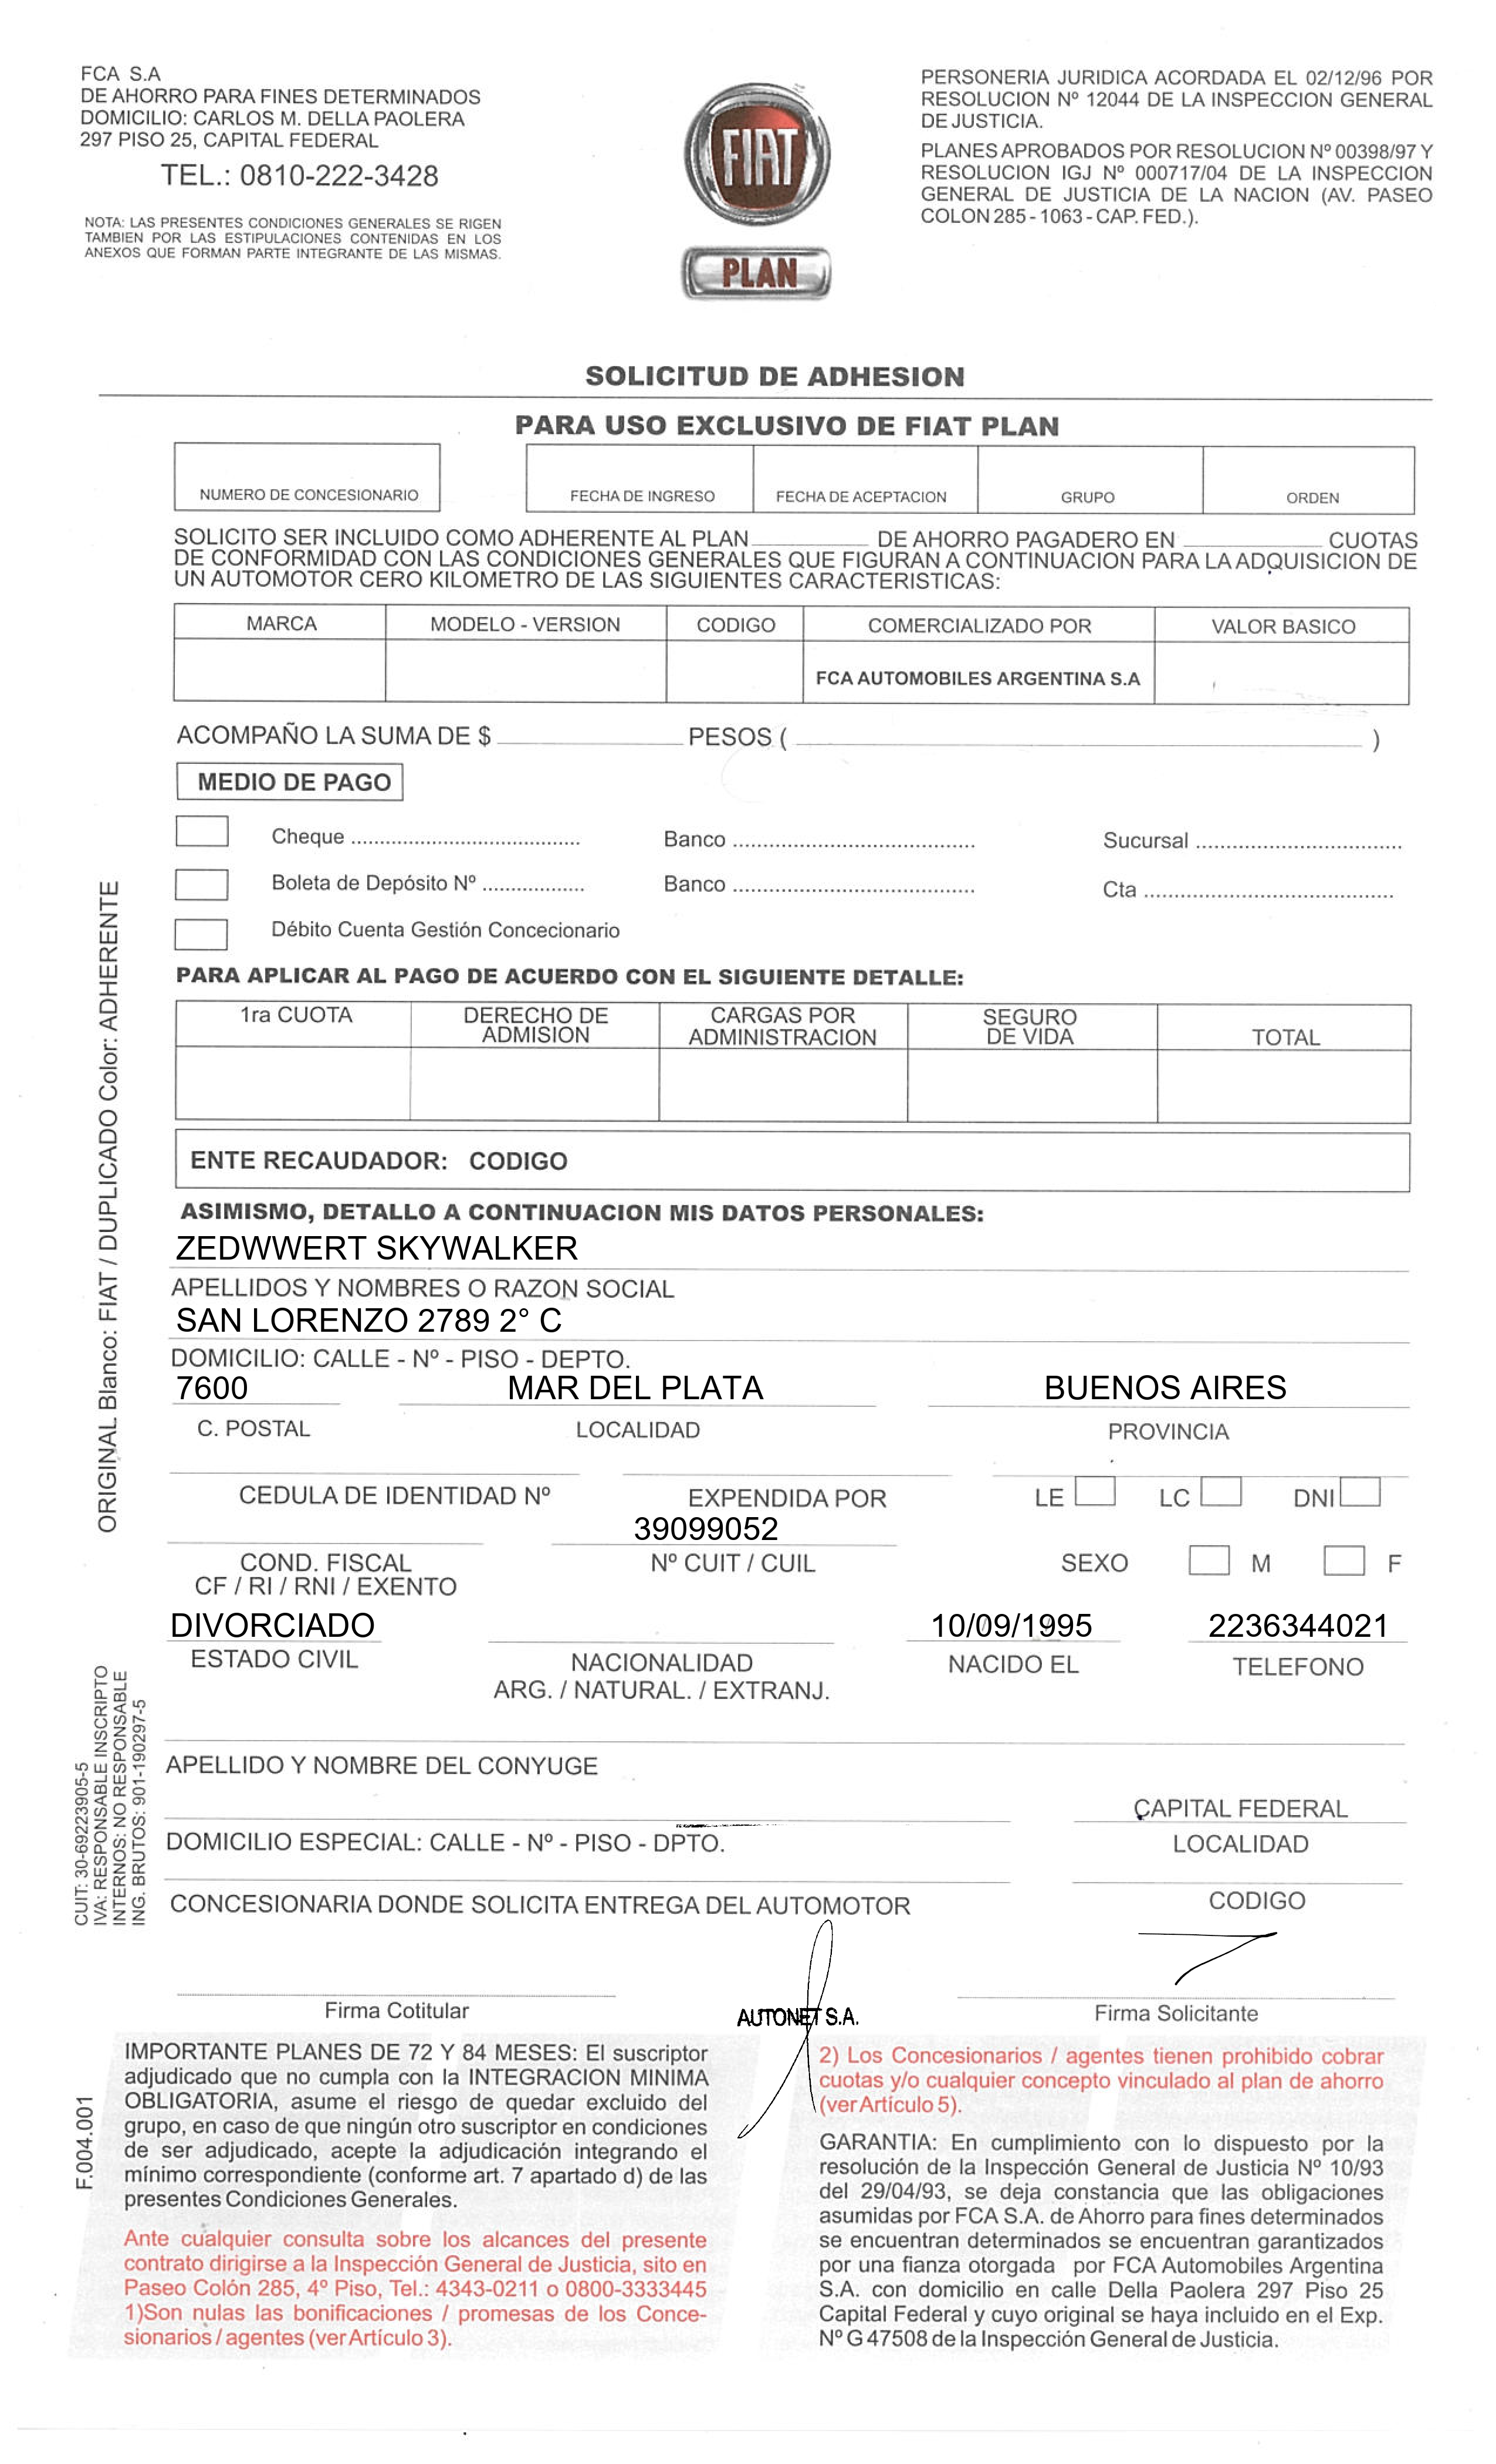 FCA S.A
DE AHORRO PARA FINES DETERMINADOS
DOMICILIO: CARLOS M. DELLA PAOLERA
297 PISO 25, CAPITAL FEDERAL
TEL.: 0810-222-3428
NOTA: LAS PRESENTES CONDICIONES GENERALES SE RIGEN
TAMBIEN POR LAS ESTIPULACIONES CONTENIDAS EN LOS
ANEXOS QUE FORMAN PARTE INTEGRANTE DE LAS MISMAS.
FIAT
PLAN
PERSONERIA JURIDICA ACORDADA EL 02/12/96 POR
RESOLUCION Nº 12044 DE LA INSPECCION GENERAL
DE JUSTICIA.
PLANES APROBADOS POR RESOLUCION Nº 00398/97 Y
RESOLUCION IGJ Nº 000717/04 DE LA INSPECCION
GENERAL DE JUSTICIA DE LA NACION (AV. PASEO
COLON 285 - 1063 - CAP. FED.).
SOLICITUD DE ADHESION
PARA USO EXCLUSIVO DE FIAT PLAN
NUMERO DE CONCESIONARIO FECHA DE INGRESO FECHA DE ACEPTACION GRUPO ORDEN
SOLICITO SER INCLUIDO COMO ADHERENTE AL PLAN __________ DE AHORRO PAGADERO EN __________ CUOTAS
DE CONFORMIDAD CON LAS CONDICIONES GENERALES QUE FIGURAN A CONTINUACION PARA LA ADQUISICION DE
UN AUTOMOTOR CERO KILOMETRO DE LAS SIGUIENTES CARACTERISTICAS:
MARCA MODELO - VERSION CODIGO COMERCIALIZADO POR VALOR BASICO
FCA AUTOMOBILES ARGENTINA S.A
ACOMPAÑO LA SUMA DE $ __________ PESOS ( __________ )
MEDIO DE PAGO
Cheque .......... Banco .......... Sucursal ..........
Boleta de Depósito Nº .......... Banco .......... Cta ..........
Débito Cuenta Gestión Concecionario
PARA APLICAR AL PAGO DE ACUERDO CON EL SIGUIENTE DETALLE:
1ra CUOTA DERECHO DE ADMISION CARGAS POR ADMINISTRACION SEGURO DE VIDA TOTAL
ENTE RECAUDADOR: CODIGO
ASIMISMO, DETALLO A CONTINUACION MIS DATOS PERSONALES:
ZEDWWERT SKYWALKER
APELLIDOS Y NOMBRES O RAZON SOCIAL
SAN LORENZO 2789 2° C
DOMICILIO: CALLE - Nº - PISO - DEPTO.
7600 MAR DEL PLATA BUENOS AIRES
C. POSTAL LOCALIDAD PROVINCIA
CEDULA DE IDENTIDAD Nº EXPENDIDA POR LE LC DNI
39099052
COND. FISCAL Nº CUIT / CUIL SEXO M F
CF / RI / RNI / EXENTO
DIVORCIADO 10/09/1995 2236344021
ESTADO CIVIL NACIONALIDAD NACIDO EL TELEFONO
ARG. / NATURAL. / EXTRANJ.
APELLIDO Y NOMBRE DEL CONYUGE
CAPITAL FEDERAL
DOMICILIO ESPECIAL: CALLE - Nº - PISO - DPTO. LOCALIDAD
CONCESIONARIA DONDE SOLICITA ENTREGA DEL AUTOMOTOR CODIGO
Firma Cotitular AUTONET S.A. Firma Solicitante
IMPORTANTE PLANES DE 72 Y 84 MESES: El suscriptor
adjudicado que no cumpla con la INTEGRACION MINIMA
OBLIGATORIA, asume el riesgo de quedar excluido del
grupo, en caso de que ningún otro suscriptor en condiciones
de ser adjudicado, acepte la adjudicación integrando el
mínimo correspondiente (conforme art. 7 apartado d) de las
presentes Condiciones Generales.
Ante cualquier consulta sobre los alcances del presente
contrato dirigirse a la Inspección General de Justicia, sito en
Paseo Colón 285, 4º Piso, Tel.: 4343-0211 o 0800-3333445
1)Son nulas las bonificaciones / promesas de los Conce-
sionarios / agentes (ver Artículo 3).
2) Los Concesionarios / agentes tienen prohibido cobrar
cuotas y/o cualquier concepto vinculado al plan de ahorro
(ver Artículo 5).
GARANTIA: En cumplimiento con lo dispuesto por la
resolución de la Inspección General de Justicia Nº 10/93
del 29/04/93, se deja constancia que las obligaciones
asumidas por FCA S.A. de Ahorro para fines determinados
se encuentran determinados se encuentran garantizados
por una fianza otorgada por FCA Automobiles Argentina
S.A. con domicilio en calle Della Paolera 297 Piso 25
Capital Federal y cuyo original se haya incluido en el Exp.
Nº G 47508 de la Inspección General de Justicia.
ORIGINAL Blanco: FIAT / DUPLICADO Color: ADHERENTE
CUIT: 30-69223905-5
IVA: RESPONSABLE INSCRIPTO
INTERNOS: NO RESPONSABLE
ING. BRUTOS: 901-190297-5
F.004.001